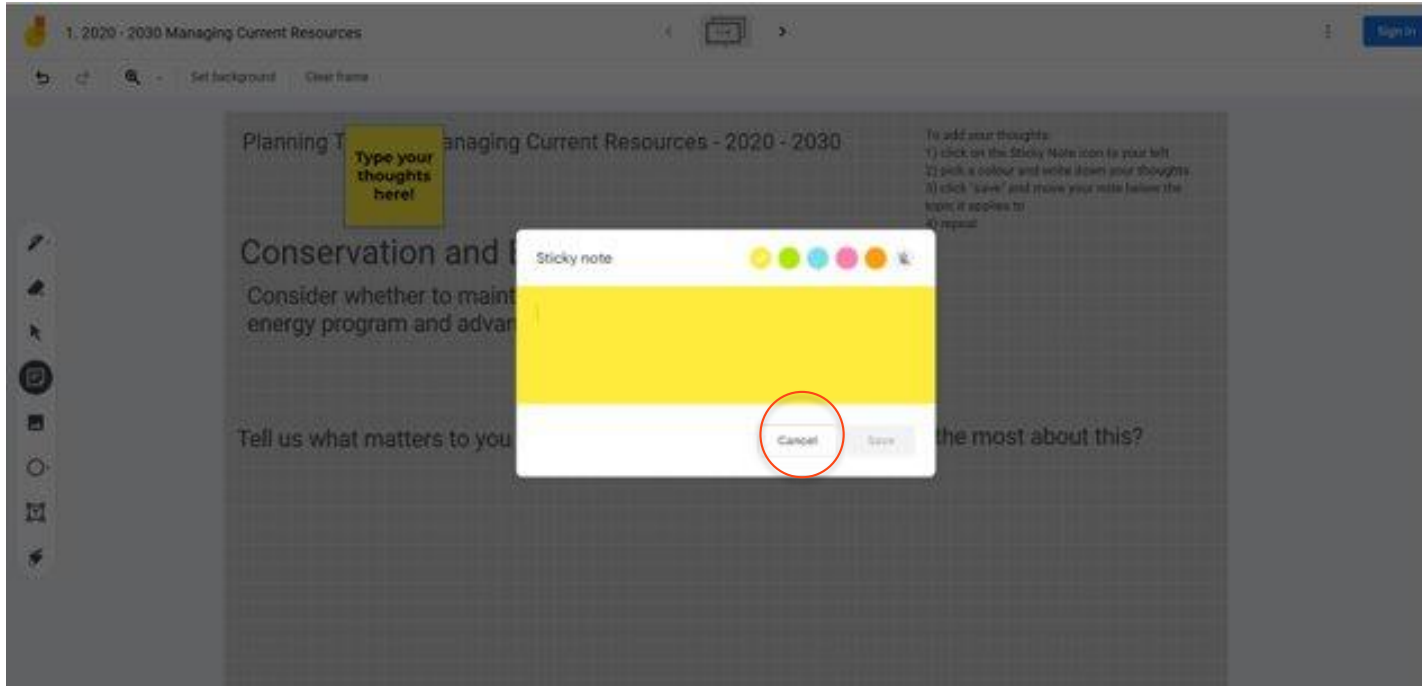 1. 2020 - 2030 Managing Current Resources
Sign in
Set background
Clear frame
Planning T
anaging Current Resources - 2020 - 2030
Type your
thoughts
here!
To add your thoughts:
1) click on the Sticky Note icon to your left
2) pick a colour and write down your thoughts
3) click "save" and move your note below the
topic it applies to
4) repeat
Conservation and
Consider whether to maint
energy program and advan
Sticky note
Cancel
Save
Tell us what matters to you
the most about this?